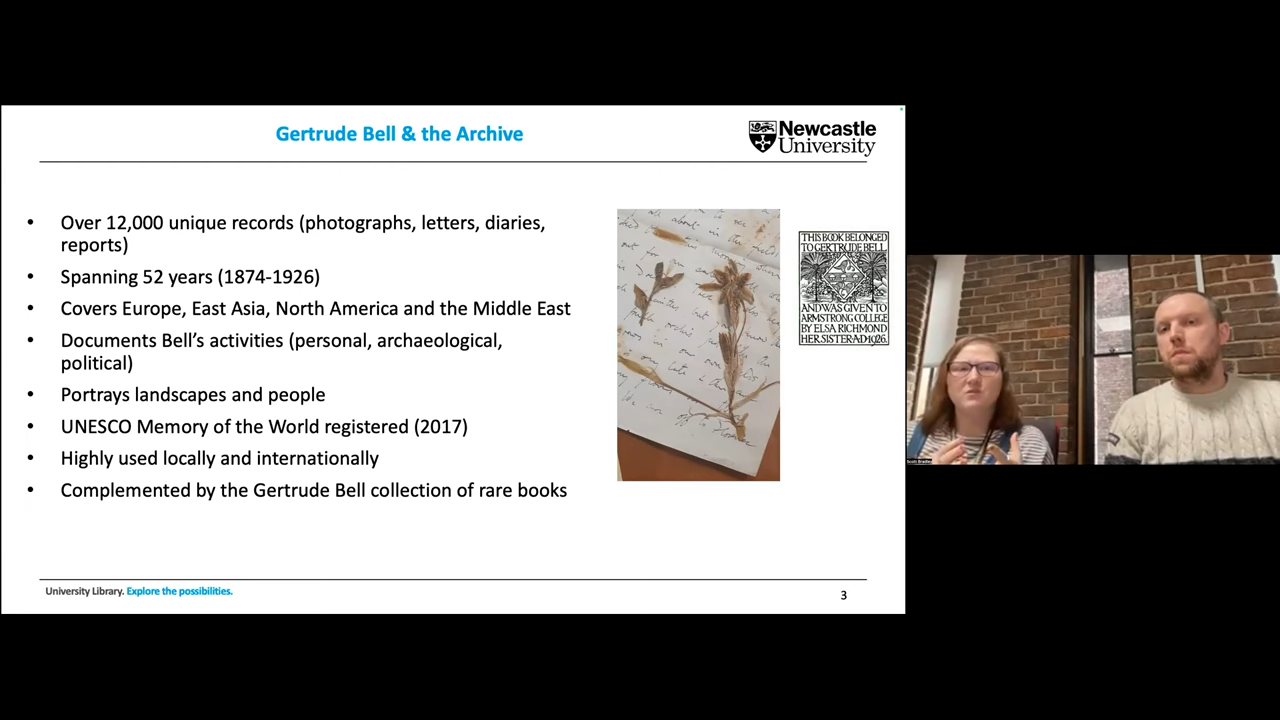 Gertrude Bell & the Archive
Newcastle
University
• Over 12,000 unique records (photographs, letters, diaries,
reports)
• Spanning 52 years (1874-1926)
• Covers Europe, East Asia, North America and the Middle East
• Documents Bell’s activities (personal, archaeological,
political)
• Portrays landscapes and people
• UNESCO Memory of the World registered (2017)
• Highly used locally and internationally
• Complemented by the Gertrude Bell collection of rare books
THIS BOOK BELONGED
TO GERTRUDE BELL
AND WAS GIVEN TO
ARMSTRONG COLLEGE
BY ELSA RICHMOND
HER SISTER AD 1926.
Scott Bradley
University Library. Explore the possibilities.
3